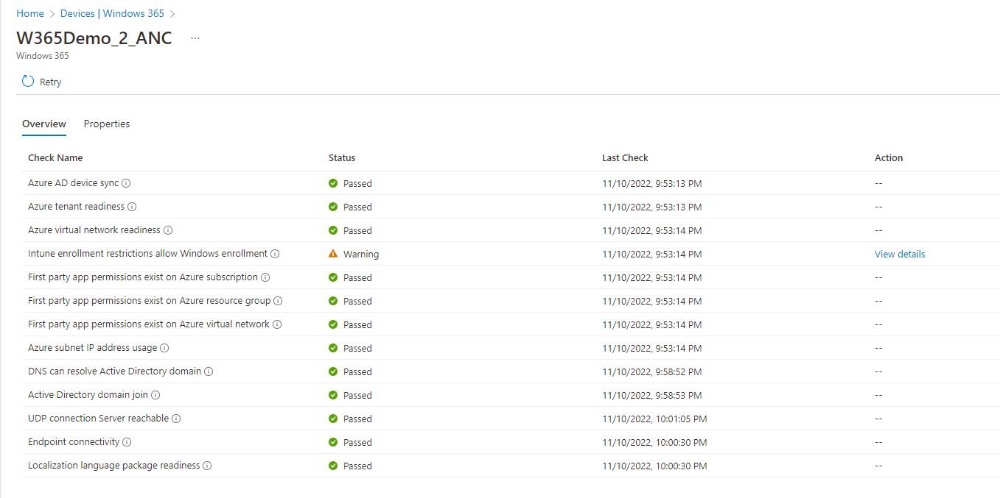 Home > Devices | Windows 365 >
W365Demo_2_ANC ...
Windows 365
Retry
Overview Properties
Check Name Status Last Check Action
Azure AD device sync Passed 11/10/2022, 9:53:13 PM --
Azure tenant readiness Passed 11/10/2022, 9:53:13 PM --
Azure virtual network readiness Passed 11/10/2022, 9:53:14 PM --
Intune enrollment restrictions allow Windows enrollment Warning 11/10/2022, 9:53:14 PM View details
First party app permissions exist on Azure subscription Passed 11/10/2022, 9:53:14 PM --
First party app permissions exist on Azure resource group Passed 11/10/2022, 9:53:14 PM --
First party app permissions exist on Azure virtual network Passed 11/10/2022, 9:53:14 PM --
Azure subnet IP address usage Passed 11/10/2022, 9:53:14 PM --
DNS can resolve Active Directory domain Passed 11/10/2022, 9:58:52 PM --
Active Directory domain join Passed 11/10/2022, 9:58:53 PM --
UDP connection Server reachable Passed 11/10/2022, 10:01:05 PM --
Endpoint connectivity Passed 11/10/2022, 10:00:30 PM --
Localization language package readiness Passed 11/10/2022, 10:00:30 PM --